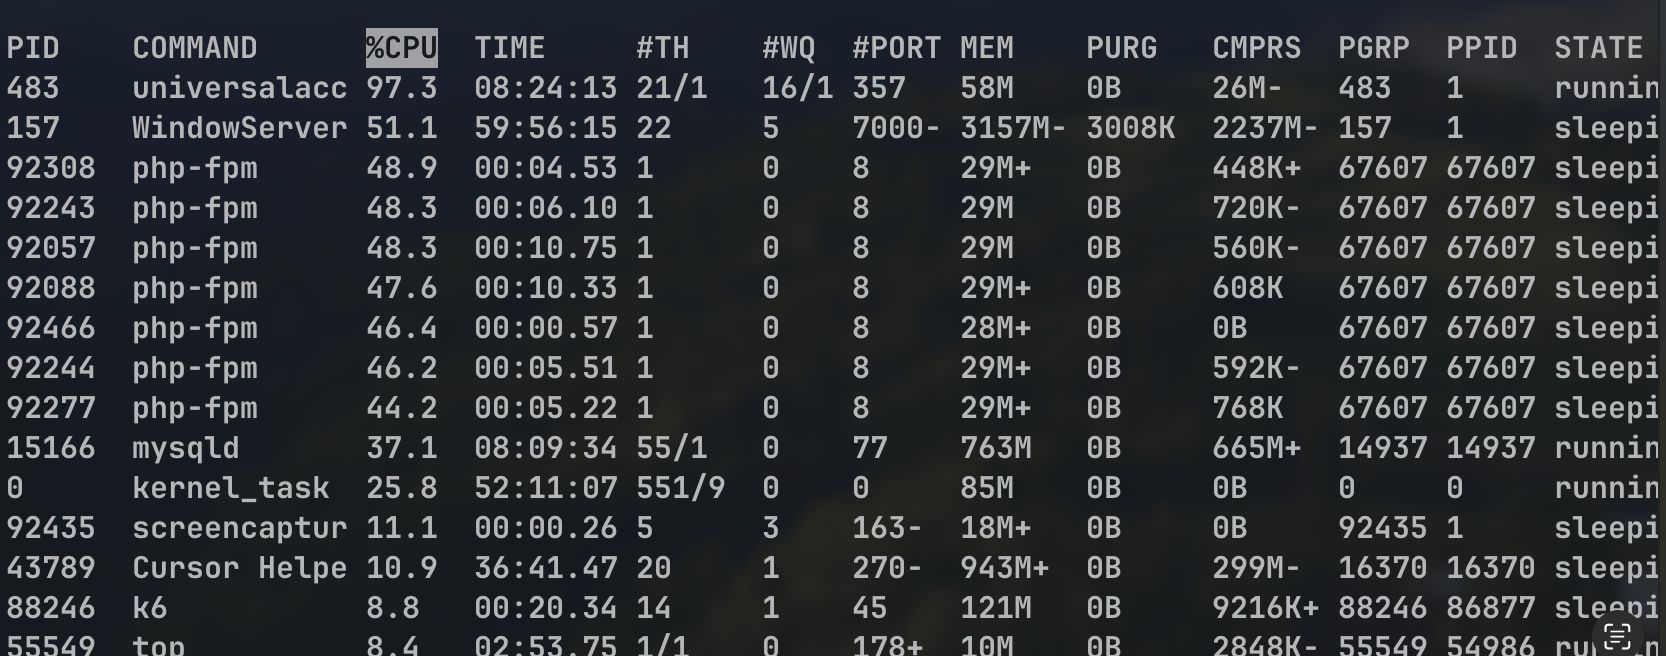 PID COMMAND %CPU TIME #TH #WQ #PORT MEM PURG CMPRS PGRP PPID STATE
483 universalacc 97.3 08:24:13 21/1 16/1 357 58M 0B 26M- 483 1 runnin
157 WindowServer 51.1 59:56:15 22 5 7000- 3157M- 3008K 2237M- 157 1 sleepi
92308 php-fpm 48.9 00:04.53 1 0 8 29M+ 0B 448K+ 67607 67607 sleepi
92243 php-fpm 48.3 00:06.10 1 0 8 29M 0B 720K- 67607 67607 sleepi
92057 php-fpm 48.3 00:10.75 1 0 8 29M 0B 560K- 67607 67607 sleepi
92088 php-fpm 47.6 00:10.33 1 0 8 29M+ 0B 608K 67607 67607 sleepi
92466 php-fpm 46.4 00:00.57 1 0 8 28M+ 0B 0B 67607 67607 sleepi
92244 php-fpm 46.2 00:05.51 1 0 8 29M+ 0B 592K- 67607 67607 sleepi
92277 php-fpm 44.2 00:05.22 1 0 8 29M+ 0B 768K 67607 67607 sleepi
15166 mysqld 37.1 08:09:34 55/1 0 77 763M 0B 665M+ 14937 14937 runnin
0 kernel_task 25.8 52:11:07 551/9 0 0 85M 0B 0B 0 0 runnin
92435 screencaptur 11.1 00:00.26 5 3 163- 18M+ 0B 0B 92435 1 sleepi
43789 Cursor Helpe 10.9 36:41.47 20 1 270- 943M+ 0B 299M- 16370 16370 sleepi
88246 k6 8.8 00:20.34 14 1 45 121M 0B 9216K+ 88246 86877 sleepi
55549 top 8.4 02:53.75 1/1 0 178+ 10M 0B 2848K- 55549 54986